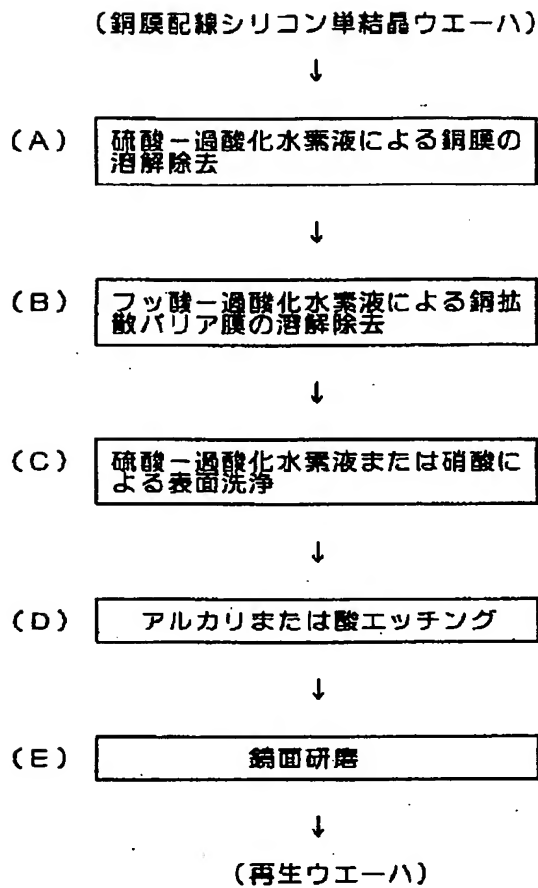 (銅膜配線シリコン単結晶ウエーハ)
↓
(A) 硫酸－過酸化水素液による銅膜の
溶解除去
↓
(B) フッ酸－過酸化水素液による銅拡
散バリア膜の溶解除去
↓
(C) 硫酸－過酸化水素液または硝酸に
よる表面洗浄
↓
(D) アルカリまたは酸エッチング
↓
(E) 鏡面研磨
↓
(再生ウエーハ)